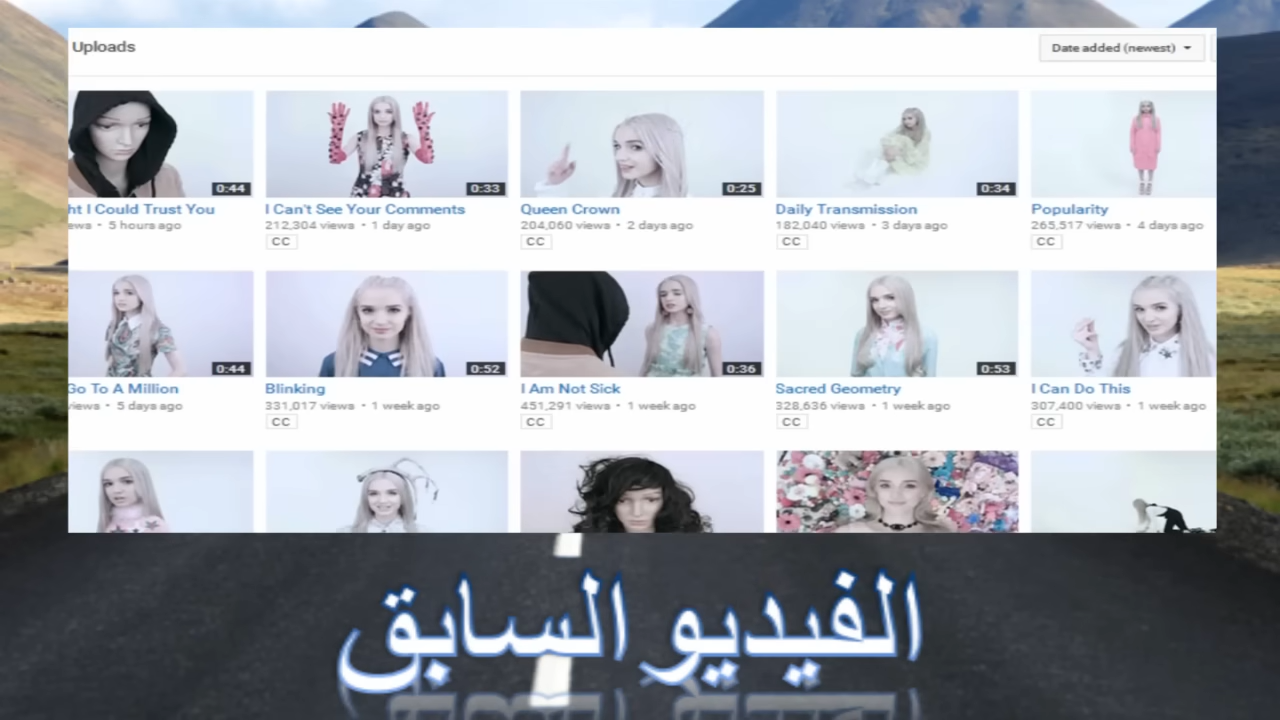 Uploads
Date added (newest)
0:44
0:33
0:25
0:34
ht I Could Trust You
I Can't See Your Comments
Queen Crown
Daily Transmission
Popularity
ews • 5 hours ago
212,304 views • 1 day ago
204,060 views • 2 days ago
182,040 views • 3 days ago
265,517 views • 4 days ago
CC
CC
CC
CC
0:44
0:52
0:36
0:53
Go To A Million
Blinking
I Am Not Sick
Sacred Geometry
I Can Do This
views • 5 days ago
331,017 views • 1 week ago
451,291 views • 1 week ago
328,636 views • 1 week ago
307,400 views • 1 week ago
CC
CC
CC
CC
الفيديو السابق